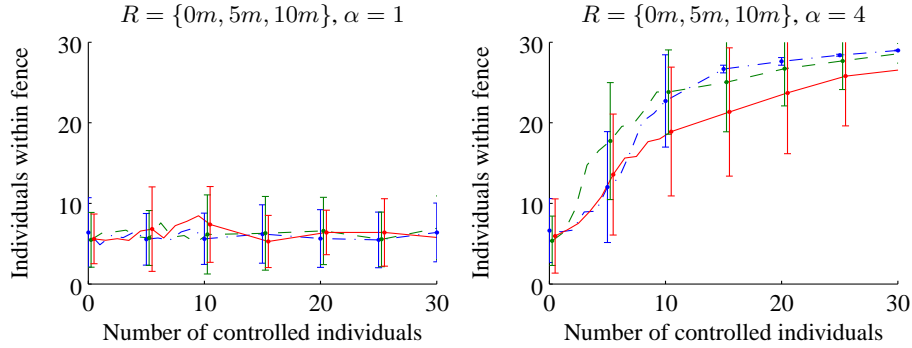 R = {0m, 5m, 10m}, α = 1
30
20
10
0
0
10
20
30
Individuals within fence
Number of controlled individuals
R = {0m, 5m, 10m}, α = 4
30
20
10
0
0
10
20
30
Individuals within fence
Number of controlled individuals